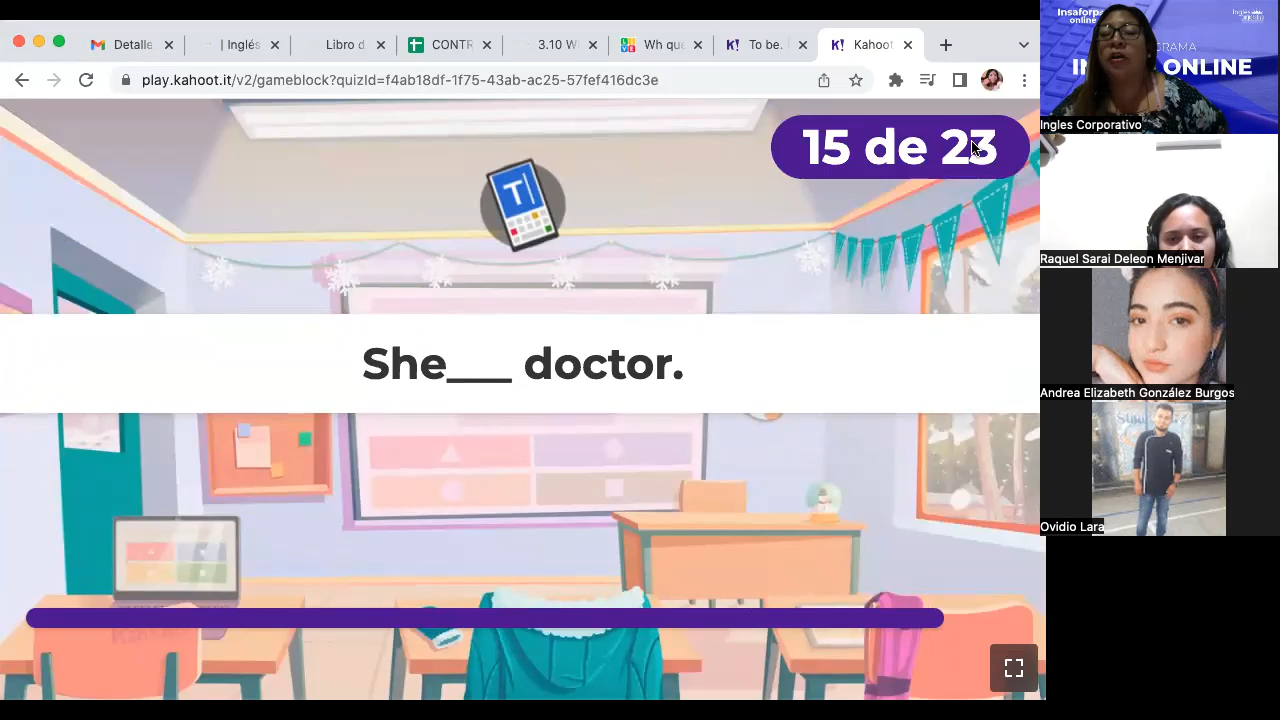 Detalle
| Inglés
Libro d
CONTR
3.10 W
Wh que
To be.
Kahoot
play.kahoot.it/v2/gameblock?quizId=f4ab18df-1f75-43ab-ac25-57fef416dc3e
15 de 23
T
She___ doctor.
Insaforp
online
Inglés
ONLINE
Ingles Corporativo
Raquel Sarai Deleon Menjivar
Andrea Elizabeth González Burgos
Ovidio Lara